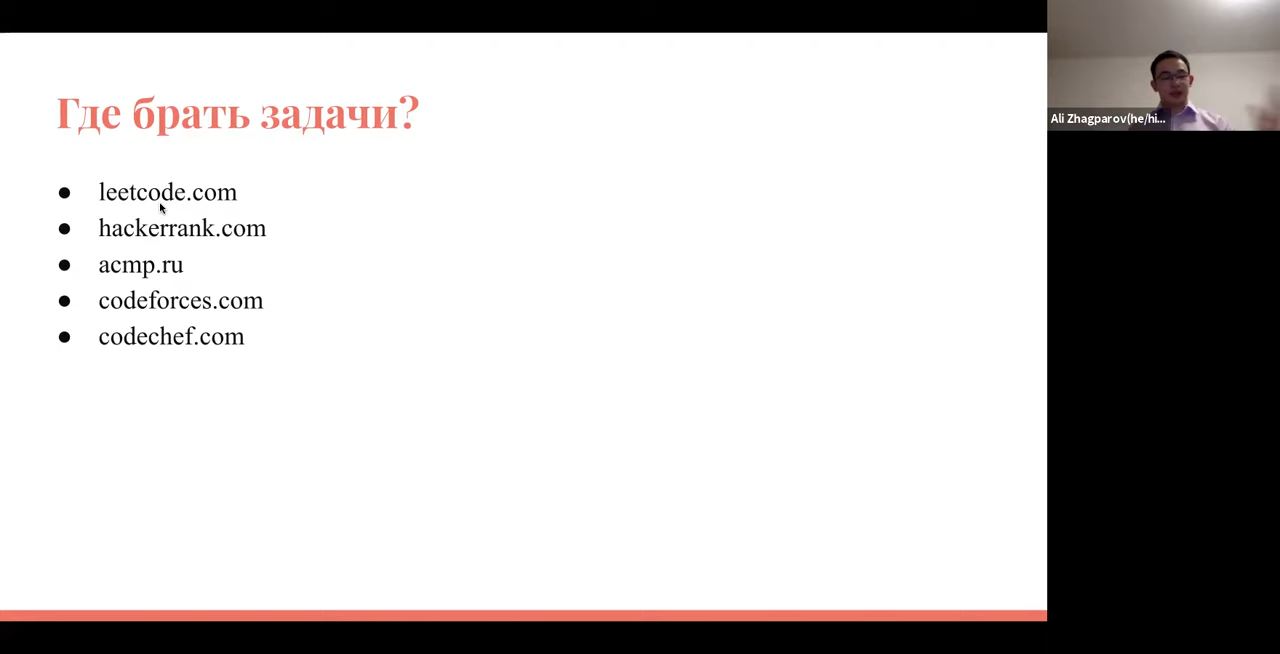 Где брать задачи?
● leetcode.com
● hackerrank.com
● acmp.ru
● codeforces.com
● codechef.com
Ali Zhagparov(he/hi...